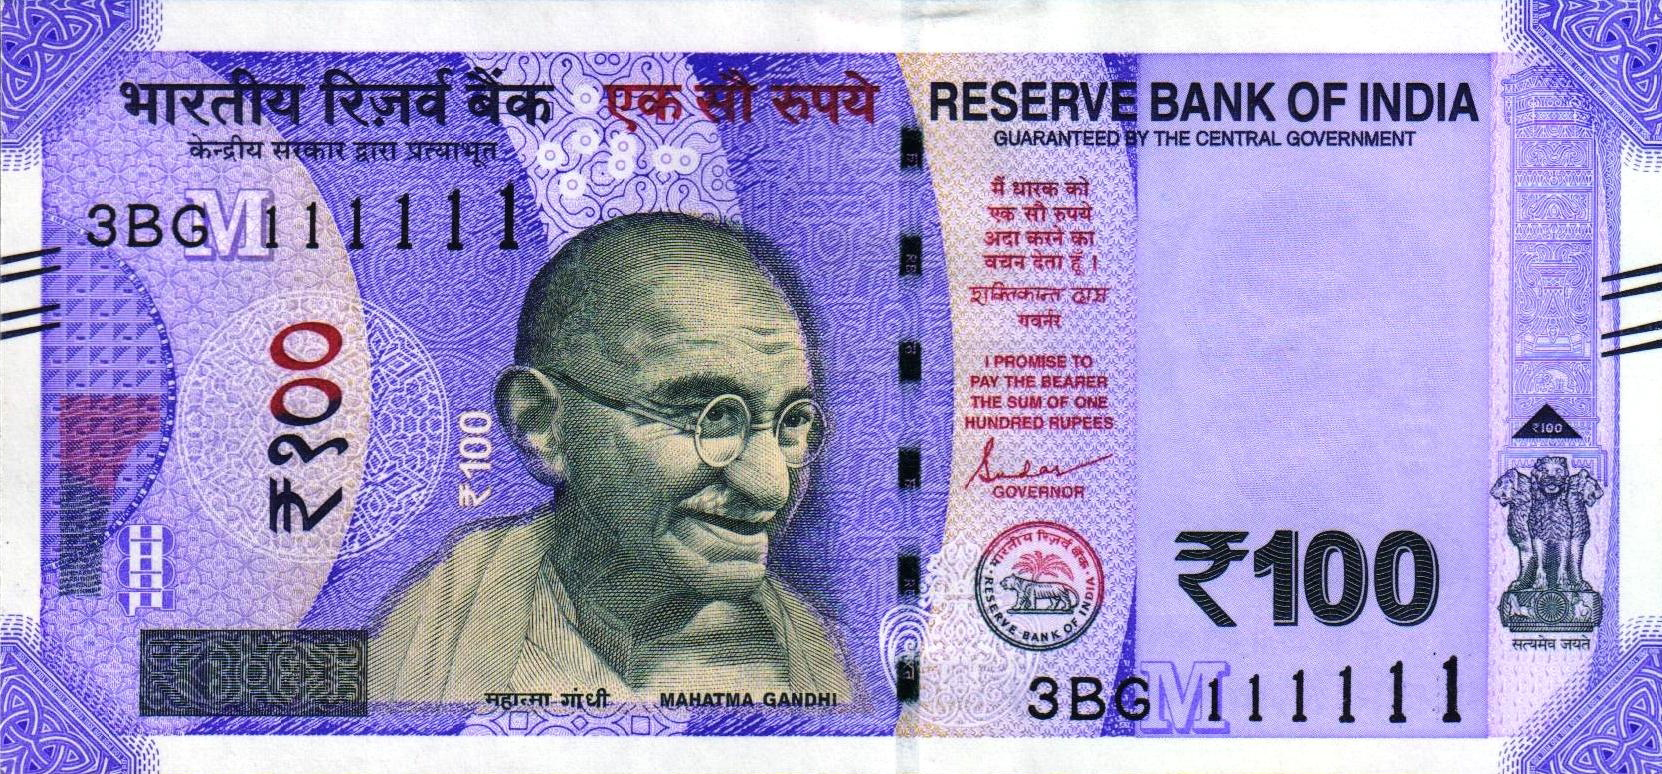 भारतीय रिज़र्व बैंक
केन्द्रीय सरकार द्वारा प्रत्याभूत
एक सौ रुपये
RESERVE BANK OF INDIA
GUARANTEED BY THE CENTRAL GOVERNMENT
3BG 111111
M
₹१००
₹100
मैं धारक को
एक सौ रुपये
अदा करने का
वचन देता हूँ।
शक्तिकान्त दास
गवर्नर
I PROMISE TO
PAY THE BEARER
THE SUM OF ONE
HUNDRED RUPEES
GOVERNOR
भारतीय रिज़र्व बैंक
RESERVE BANK OF INDIA
₹100
₹100
सत्यमेव जयते
महात्मा गांधी
MAHATMA GANDHI
3BG 111111
M